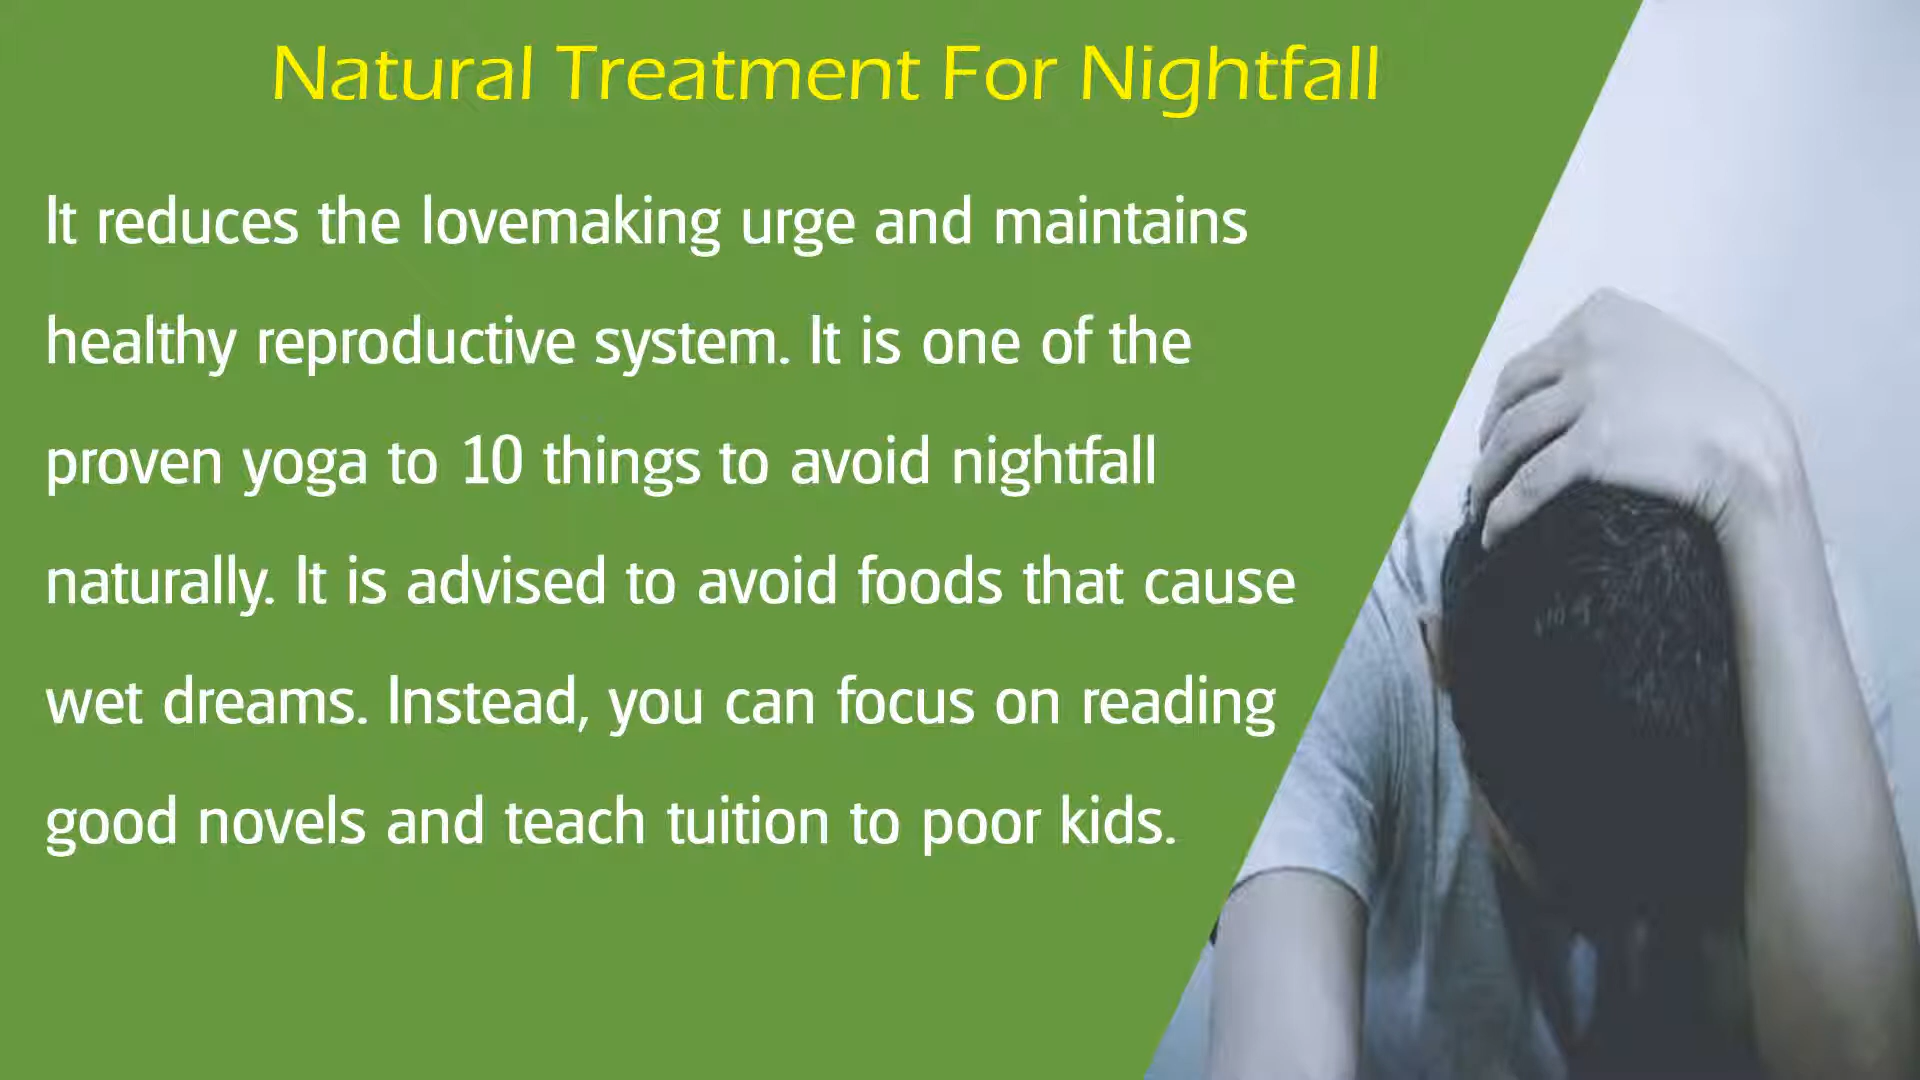 Natural Treatment For Nightfall
It reduces the lovemaking urge and maintains
healthy reproductive system. It is one of the
proven yoga to 10 things to avoid nightfall
naturally. It is advised to avoid foods that cause
wet dreams. Instead, you can focus on reading
good novels and teach tuition to poor kids.